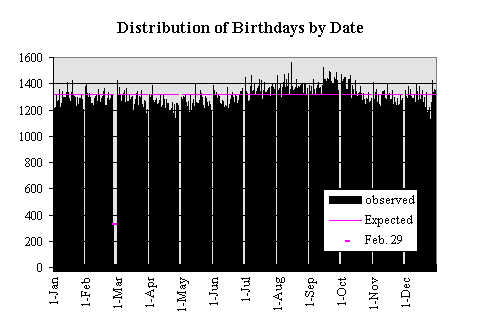 Distribution of Birthdays by Date
1600
1400
1200
1000
800
600
400
200
0
observed
Expected
Feb. 29
1-Jan
1-Feb
1-Mar
1-Apr
1-May
1-Jun
1-Jul
1-Aug
1-Sep
1-Oct
1-Nov
1-Dec